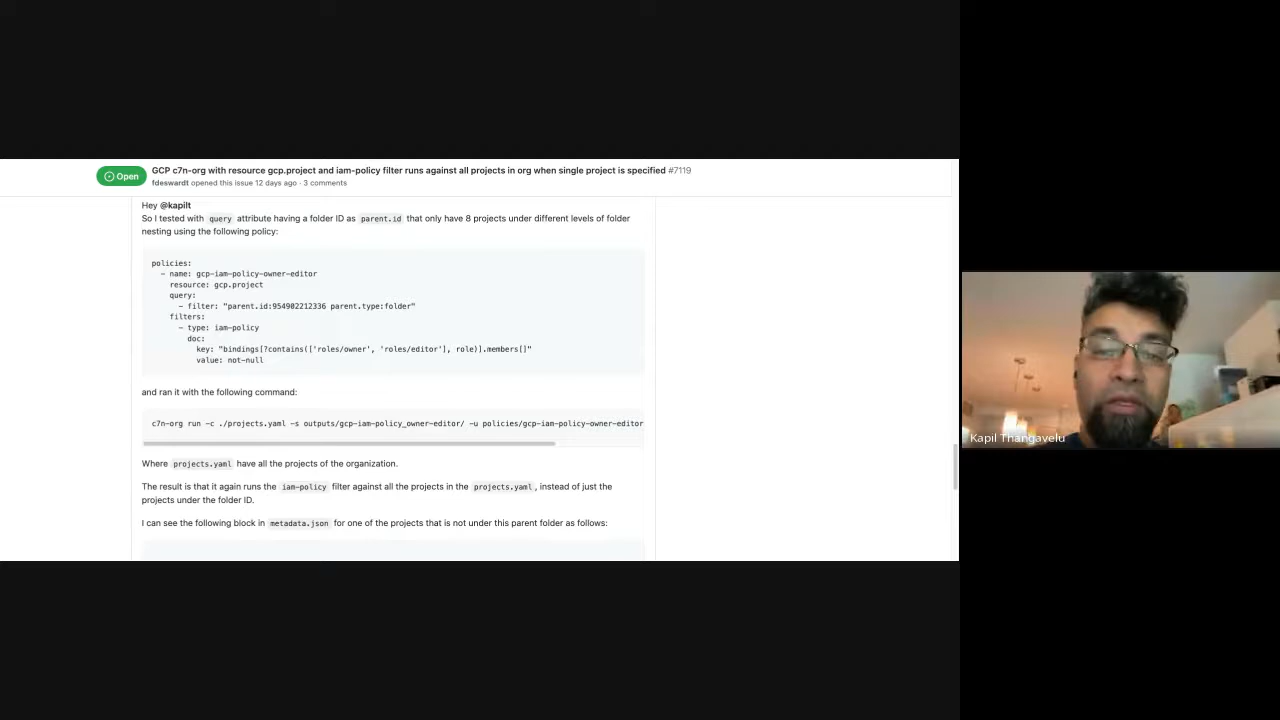 Open
GCP c7n-org with resource gcp.project and iam-policy filter runs against all projects in org when single project is specified #7119
fdeswardt opened this issue 12 days ago · 3 comments
Hey @kapilt
So I tested with query attribute having a folder ID as parent.id that only have 8 projects under different levels of folder
nesting using the following policy:
policies:
- name: gcp-iam-policy-owner-editor
resource: gcp.project
query:
- filter: "parent.id:954902212336 parent.type:folder"
filters:
- type: iam-policy
doc:
key: "bindings[?contains(['roles/owner', 'roles/editor'], role)].members[]"
value: not-null
and ran it with the following command:
c7n-org run -c ./projects.yaml -s outputs/gcp-iam-policy_owner-editor/ -u policies/gcp-iam-policy-owner-editor
Where projects.yaml have all the projects of the organization.
The result is that it again runs the iam-policy filter against all the projects in the projects.yaml, instead of just the
projects under the folder ID.
I can see the following block in metadata.json for one of the projects that is not under this parent folder as follows:
Kapil Thangavelu